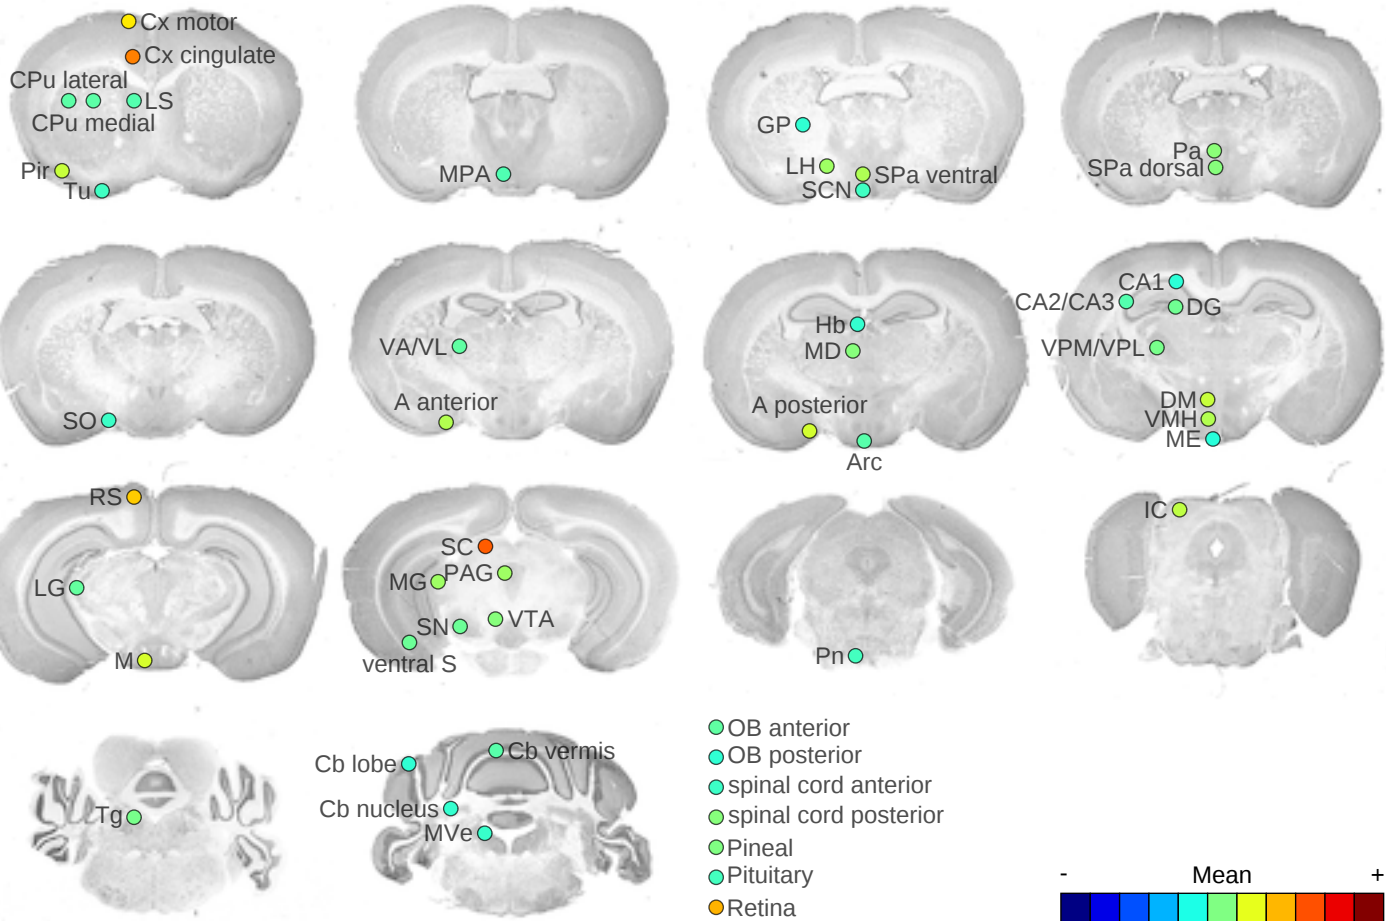 Cx motor
Cx cingulate
CPu lateral
LS
CPu medial
Pir
Tu
MPA
GP
LH
SPa ventral
SCN
Pa
SPa dorsal
SO
VA/VL
A anterior
Hb
MD
A posterior
Arc
CA1
CA2/CA3
DG
VPM/VPL
DM
VMH
ME
RS
LG
M
SC
MG
PAG
SN
VTA
ventral S
Pn
IC
Tg
Cb lobe
Cb vermis
Cb nucleus
MVe
OB anterior
OB posterior
spinal cord anterior
spinal cord posterior
Pineal
Pituitary
Retina
- Mean +